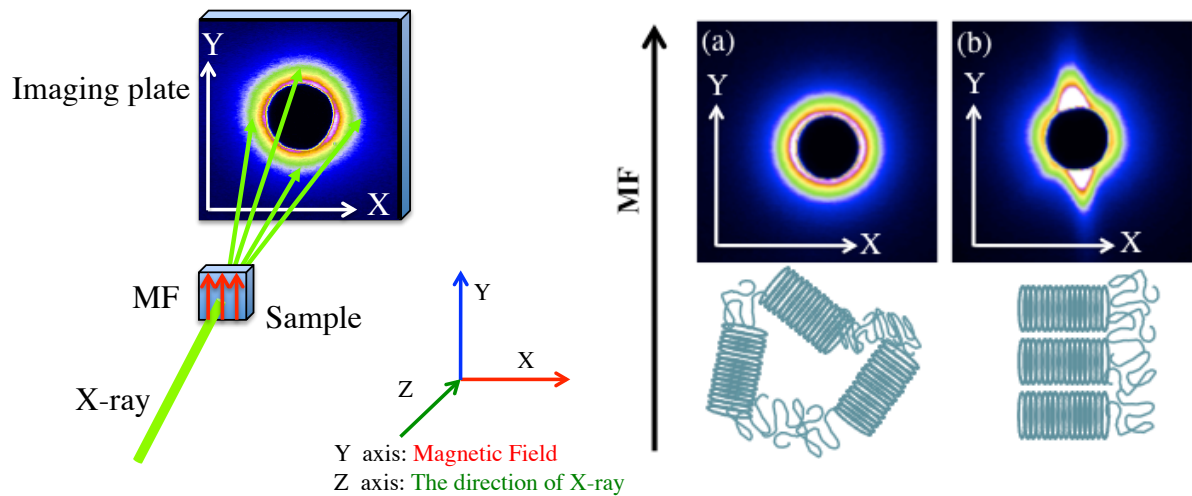 Y
Imaging plate
X
MF
Sample
X-ray
Y
X
Z
Y axis: Magnetic Field
Z axis: The direction of X-ray
MF
(a)
Y
X
(b)
Y
X